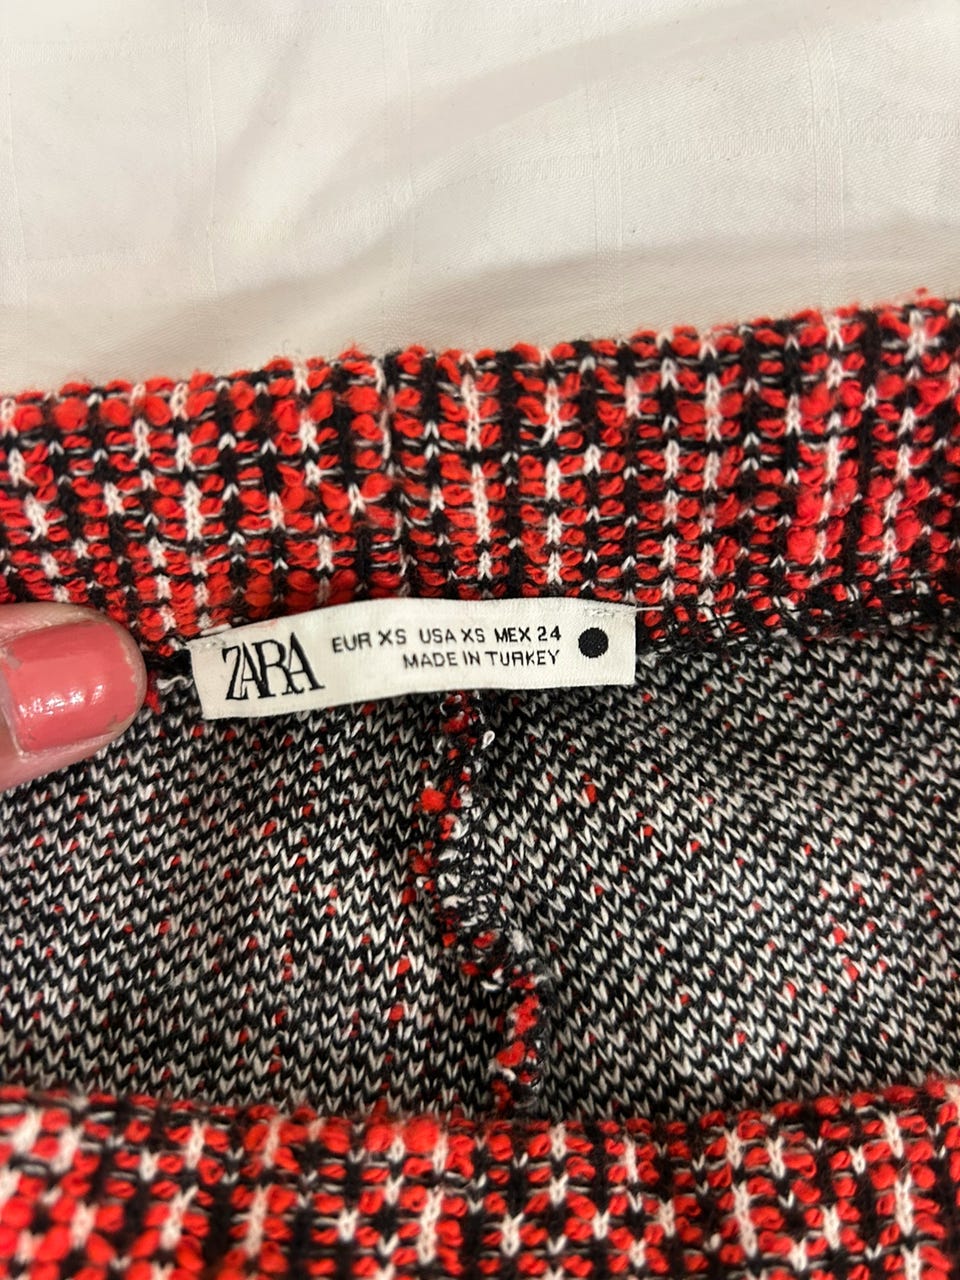 ZARA
EUR XS USA XS MEX 24
MADE IN TURKEY